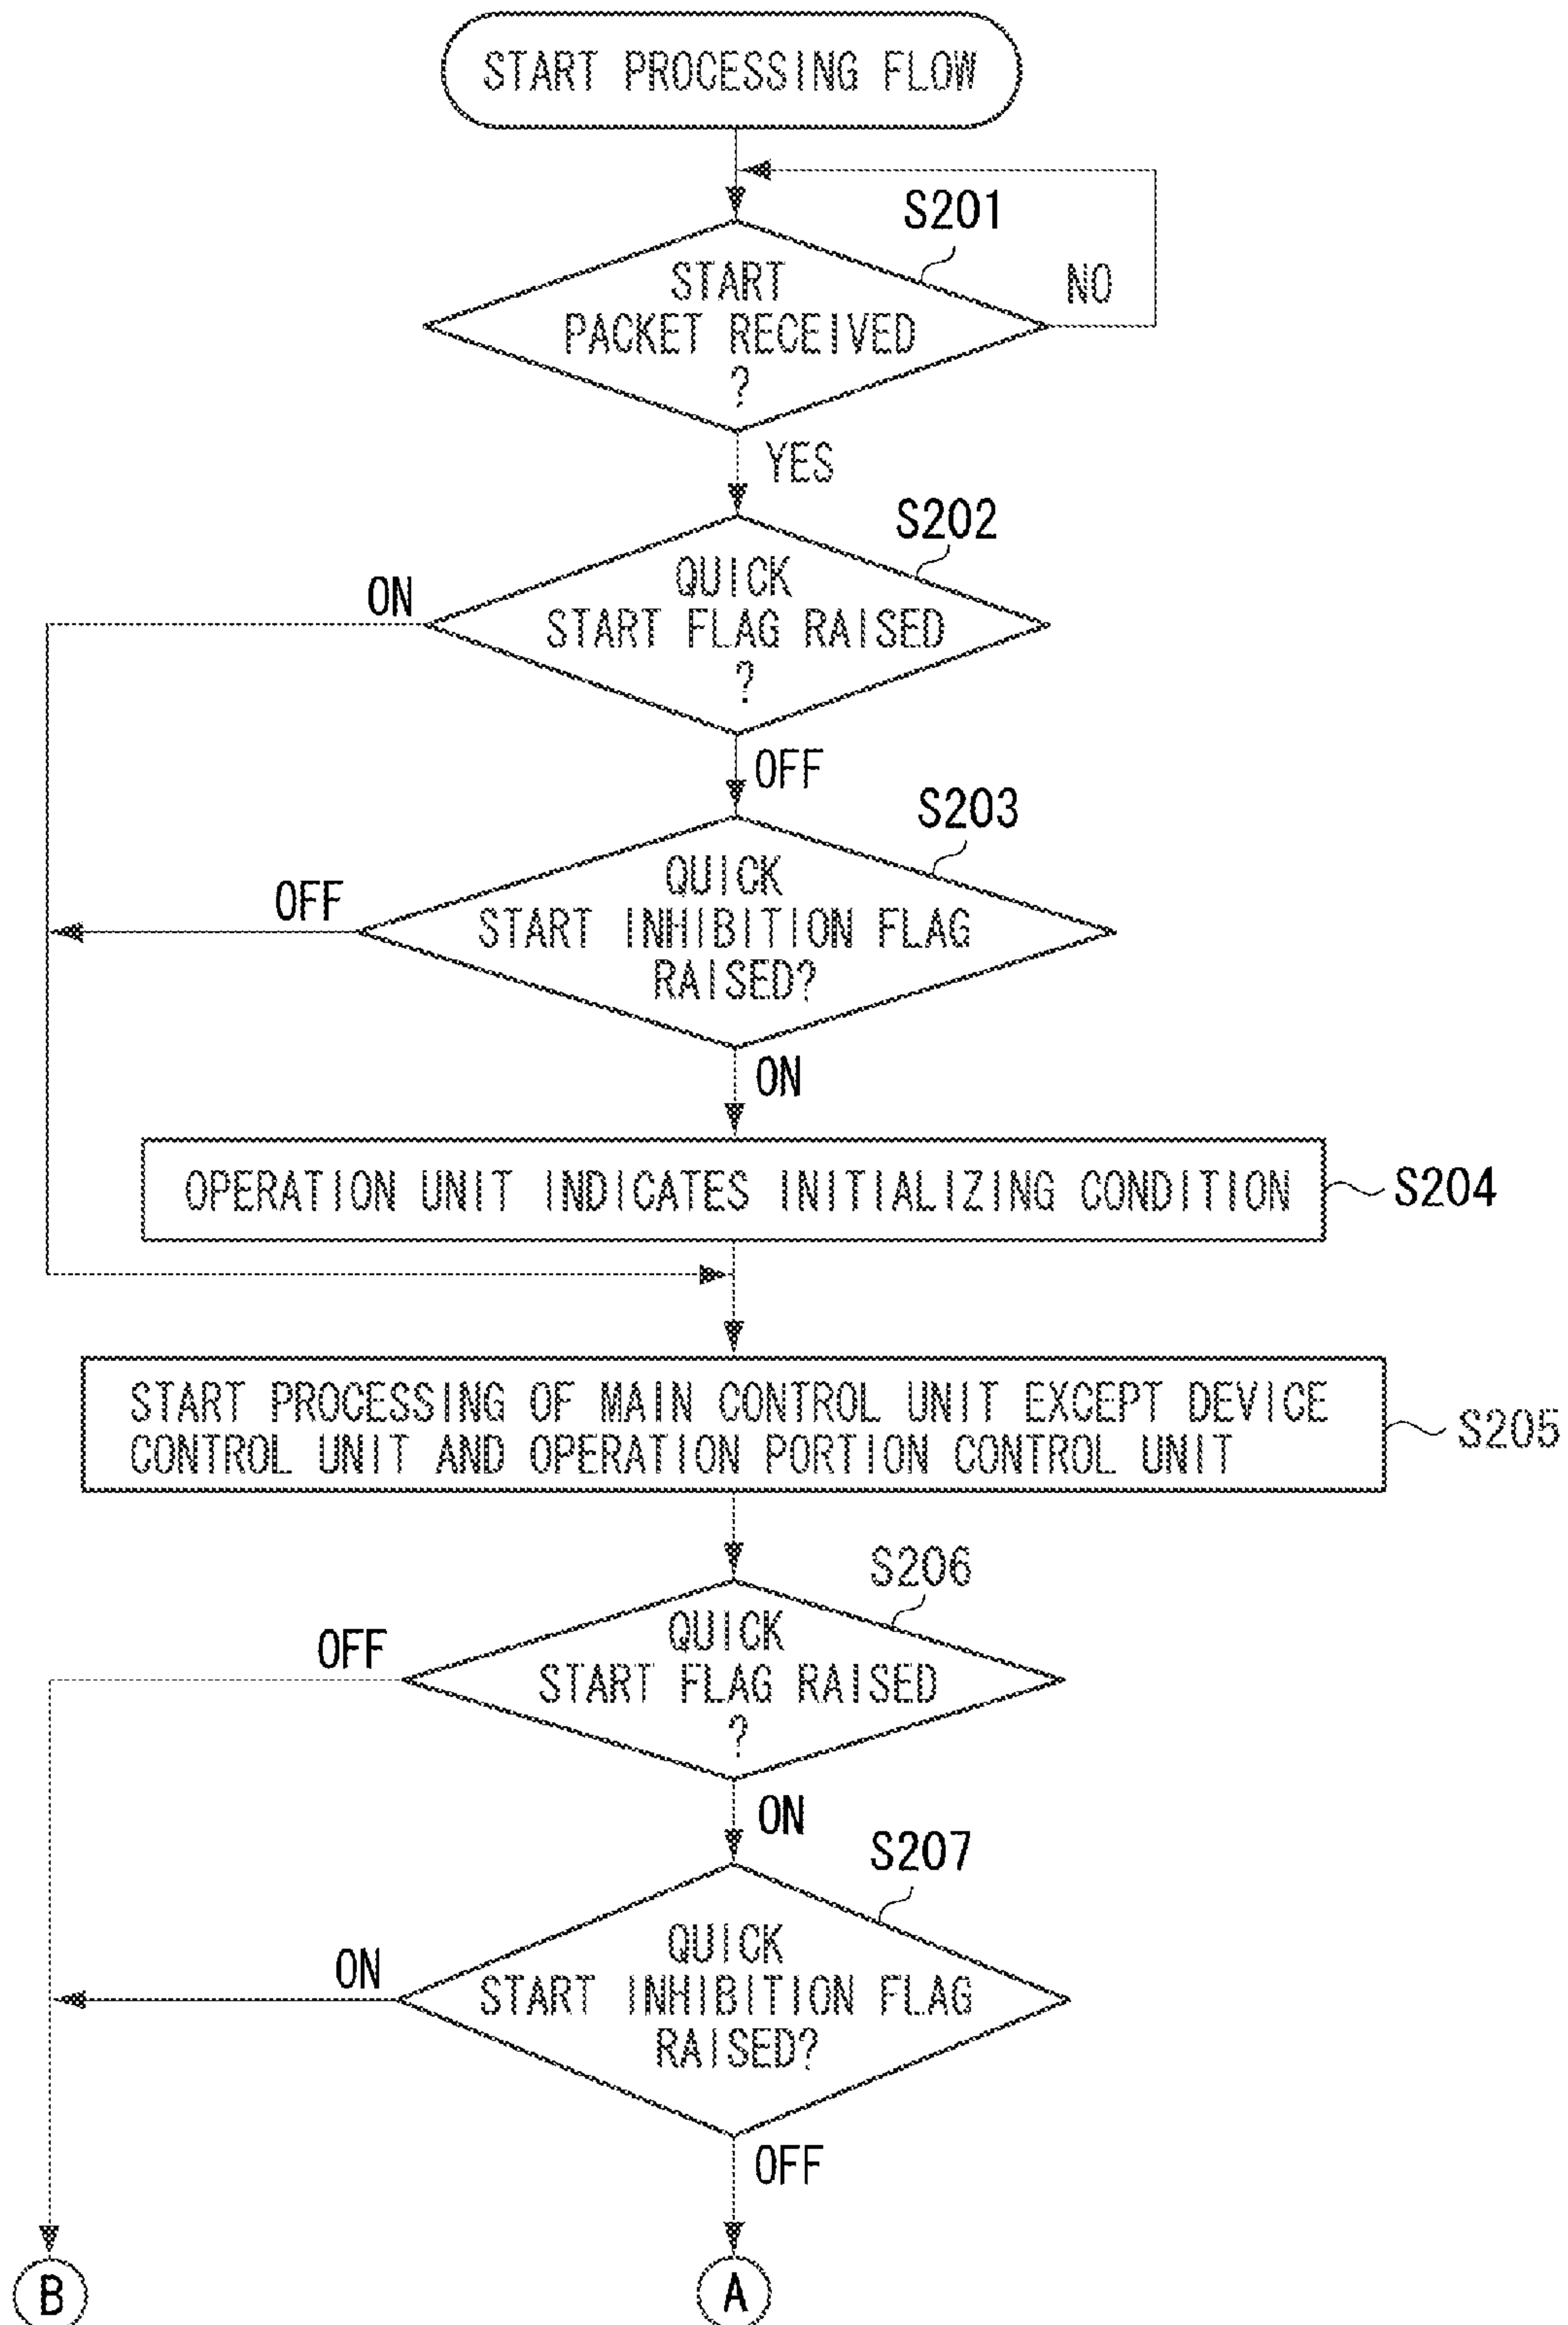 START PROCESSING FLOW
S201
START
PACKET RECEIVED
?
NO
YES
S202
QUICK
START FLAG RAISED
?
ON
OFF
S203
QUICK
START INHIBITION FLAG
RAISED?
OFF
ON
OPERATION UNIT INDICATES INITIALIZING CONDITION
S204
START PROCESSING OF MAIN CONTROL UNIT EXCEPT DEVICE
CONTROL UNIT AND OPERATION PORTION CONTROL UNIT
S205
S206
QUICK
START FLAG RAISED
?
OFF
ON
S207
QUICK
START INHIBITION FLAG
RAISED?
ON
OFF
B
A